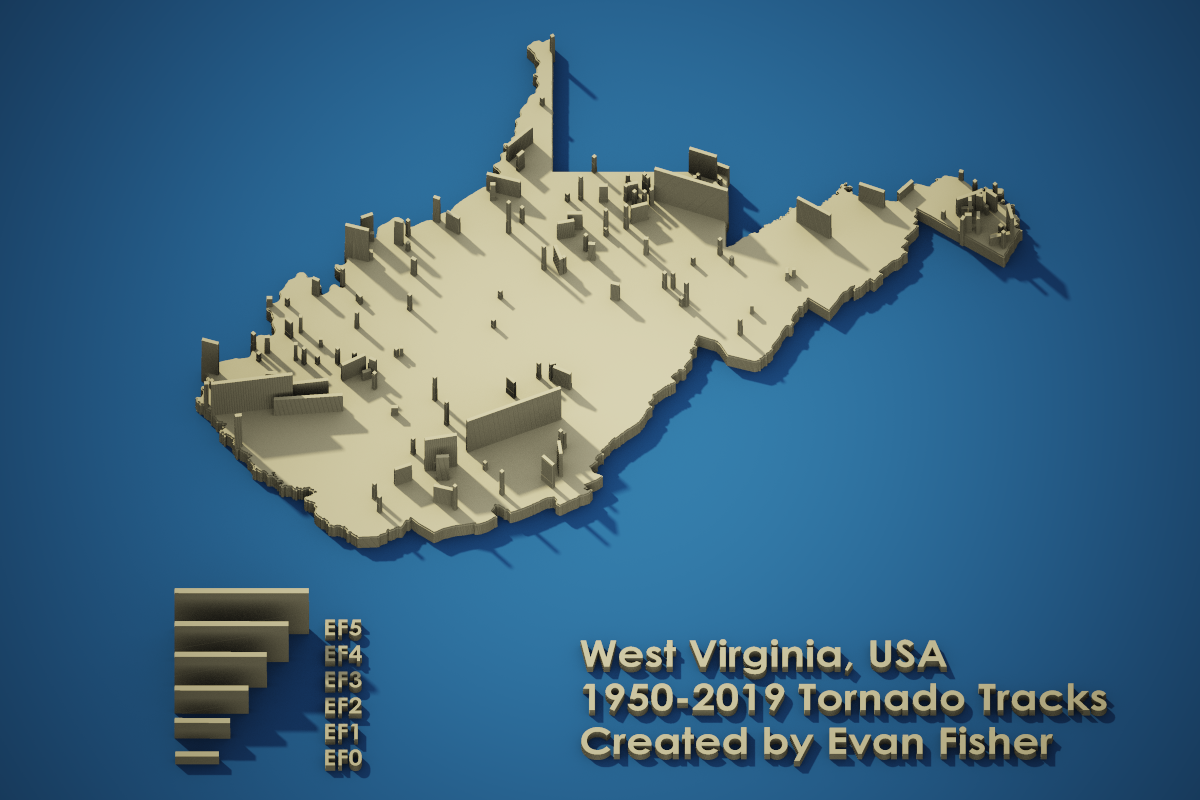 EF5
EF4
EF3
EF2
EF1
EF0
West Virginia, USA
1950-2019 Tornado Tracks
Created by Evan Fisher